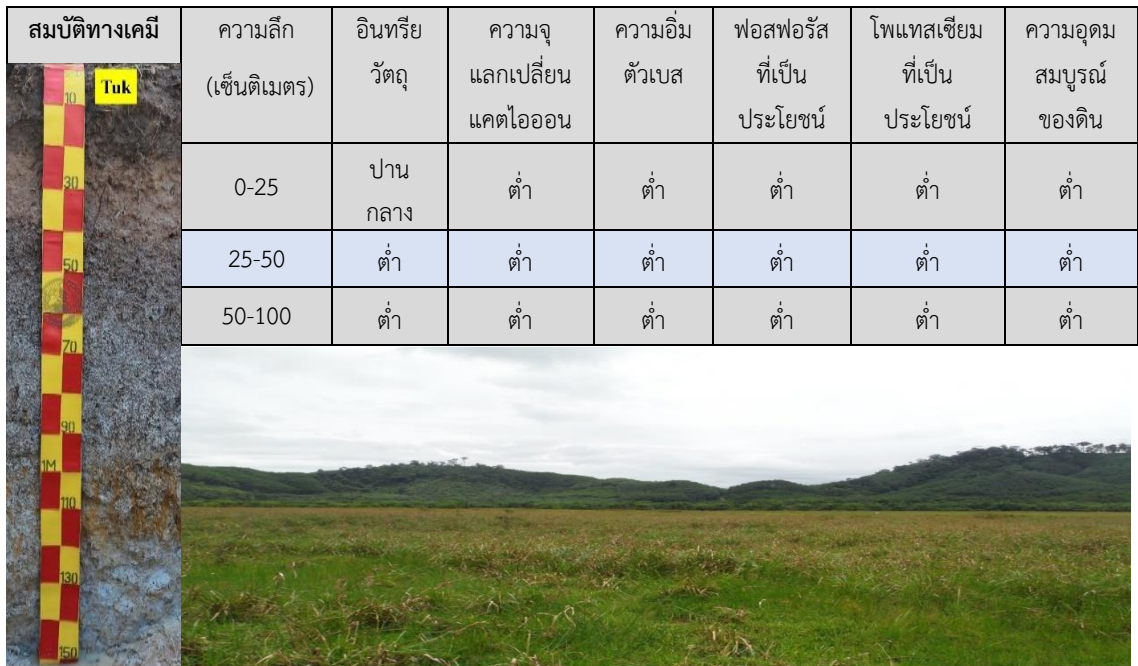 สมบัติทางเคมี
ความลึก
(เซ็นติเมตร)
อินทรีย
วัตถุ
ความจุ
แลกเปลี่ยน
แคตไอออน
ความอิ่ม
ตัวเบส
ฟอสฟอรัส
ที่เป็น
ประโยชน์
โพแทสเซียม
ที่เป็น
ประโยชน์
ความอุดม
สมบูรณ์
ของดิน
0-25
ปาน
กลาง
ต่ำ
ต่ำ
ต่ำ
ต่ำ
ต่ำ
25-50
ต่ำ
ต่ำ
ต่ำ
ต่ำ
ต่ำ
ต่ำ
50-100
ต่ำ
ต่ำ
ต่ำ
ต่ำ
ต่ำ
ต่ำ
Tuk
10
30
50
70
90
1M
110
130
150